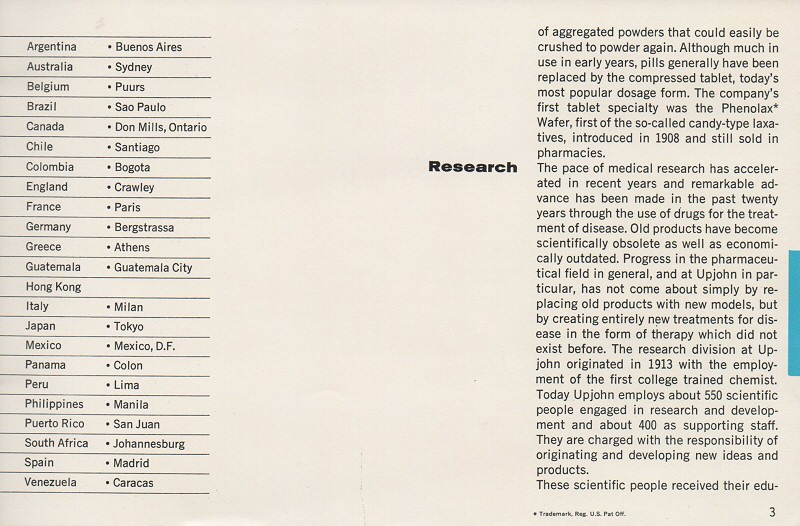 Argentina • Buenos Aires
Australia • Sydney
Belgium • Puurs
Brazil • Sao Paulo
Canada • Don Mills, Ontario
Chile • Santiago
Colombia • Bogota
England • Crawley
France • Paris
Germany • Bergstrassa
Greece • Athens
Guatemala • Guatemala City
Hong Kong
Italy • Milan
Japan • Tokyo
Mexico • Mexico, D.F.
Panama • Colon
Peru • Lima
Philippines • Manila
Puerto Rico • San Juan
South Africa • Johannesburg
Spain • Madrid
Venezuela • Caracas
of aggregated powders that could easily be
crushed to powder again. Although much in
use in early years, pills generally have been
replaced by the compressed tablet, today's
most popular dosage form. The company's
first tablet specialty was the Phenolax*
Wafer, first of the so-called candy-type laxa-
tives, introduced in 1908 and still sold in
pharmacies.
Research
The pace of medical research has acceler-
ated in recent years and remarkable ad-
vance has been made in the past twenty
years through the use of drugs for the treat-
ment of disease. Old products have become
scientifically obsolete as well as economi-
cally outdated. Progress in the pharmaceu-
tical field in general, and at Upjohn in par-
ticular, has not come about simply by re-
placing old products with new models, but
by creating entirely new treatments for dis-
ease in the form of therapy which did not
exist before. The research division at Up-
john originated in 1913 with the employ-
ment of the first college trained chemist.
Today Upjohn employs about 550 scientific
people engaged in research and develop-
ment and about 400 as supporting staff.
They are charged with the responsibility of
originating and developing new ideas and
products.
These scientific people received their edu-
* Trademark, Reg. U.S. Pat Off.
3